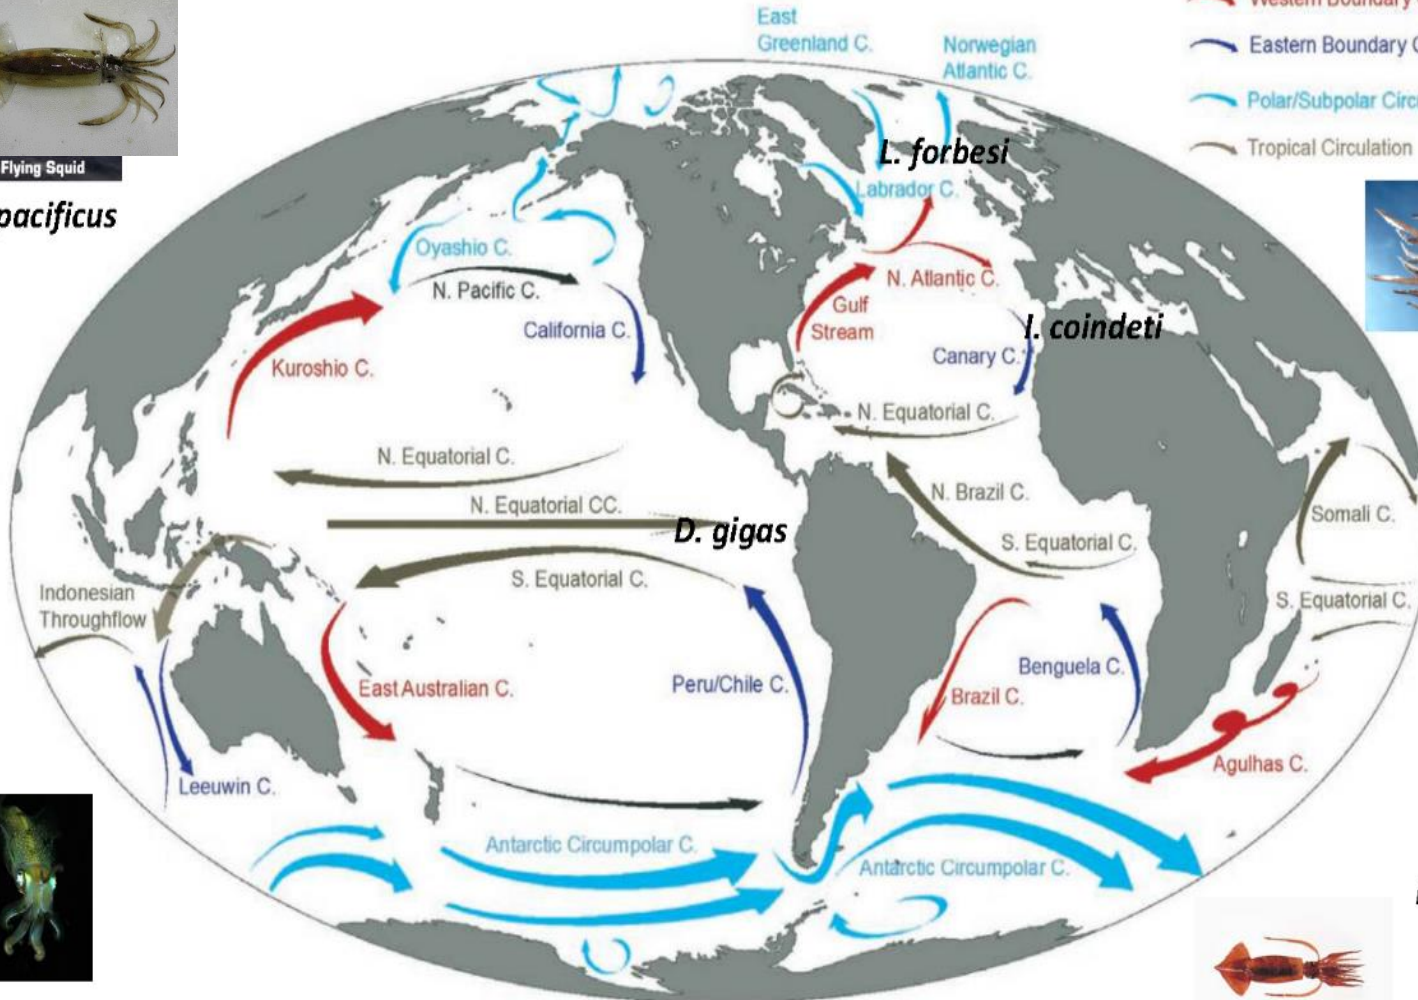 East
Greenland C.
Norwegian
Atlantic C.
Western Boundary
Eastern Boundary
Polar/Subpolar
Tropical Circulation
Flying Squid
pacificus
L. forbesi
Labrador C.
Oyashio C.
N. Pacific C.
N. Atlantic C.
Gulf
Stream
California C.
I. coindeti
Canary C.
Kuroshio C.
N. Equatorial C.
N. Equatorial C.
N. Equatorial CC.
N. Brazil C.
D. gigas
S. Equatorial C.
Somali C.
S. Equatorial C.
Indonesian
Throughflow
S. Equatorial C.
East Australian C.
Peru/Chile C.
Benguela C.
Brazil C.
Agulhas C.
Leeuwin C.
Antarctic Circumpolar C.
Antarctic Circumpolar C.